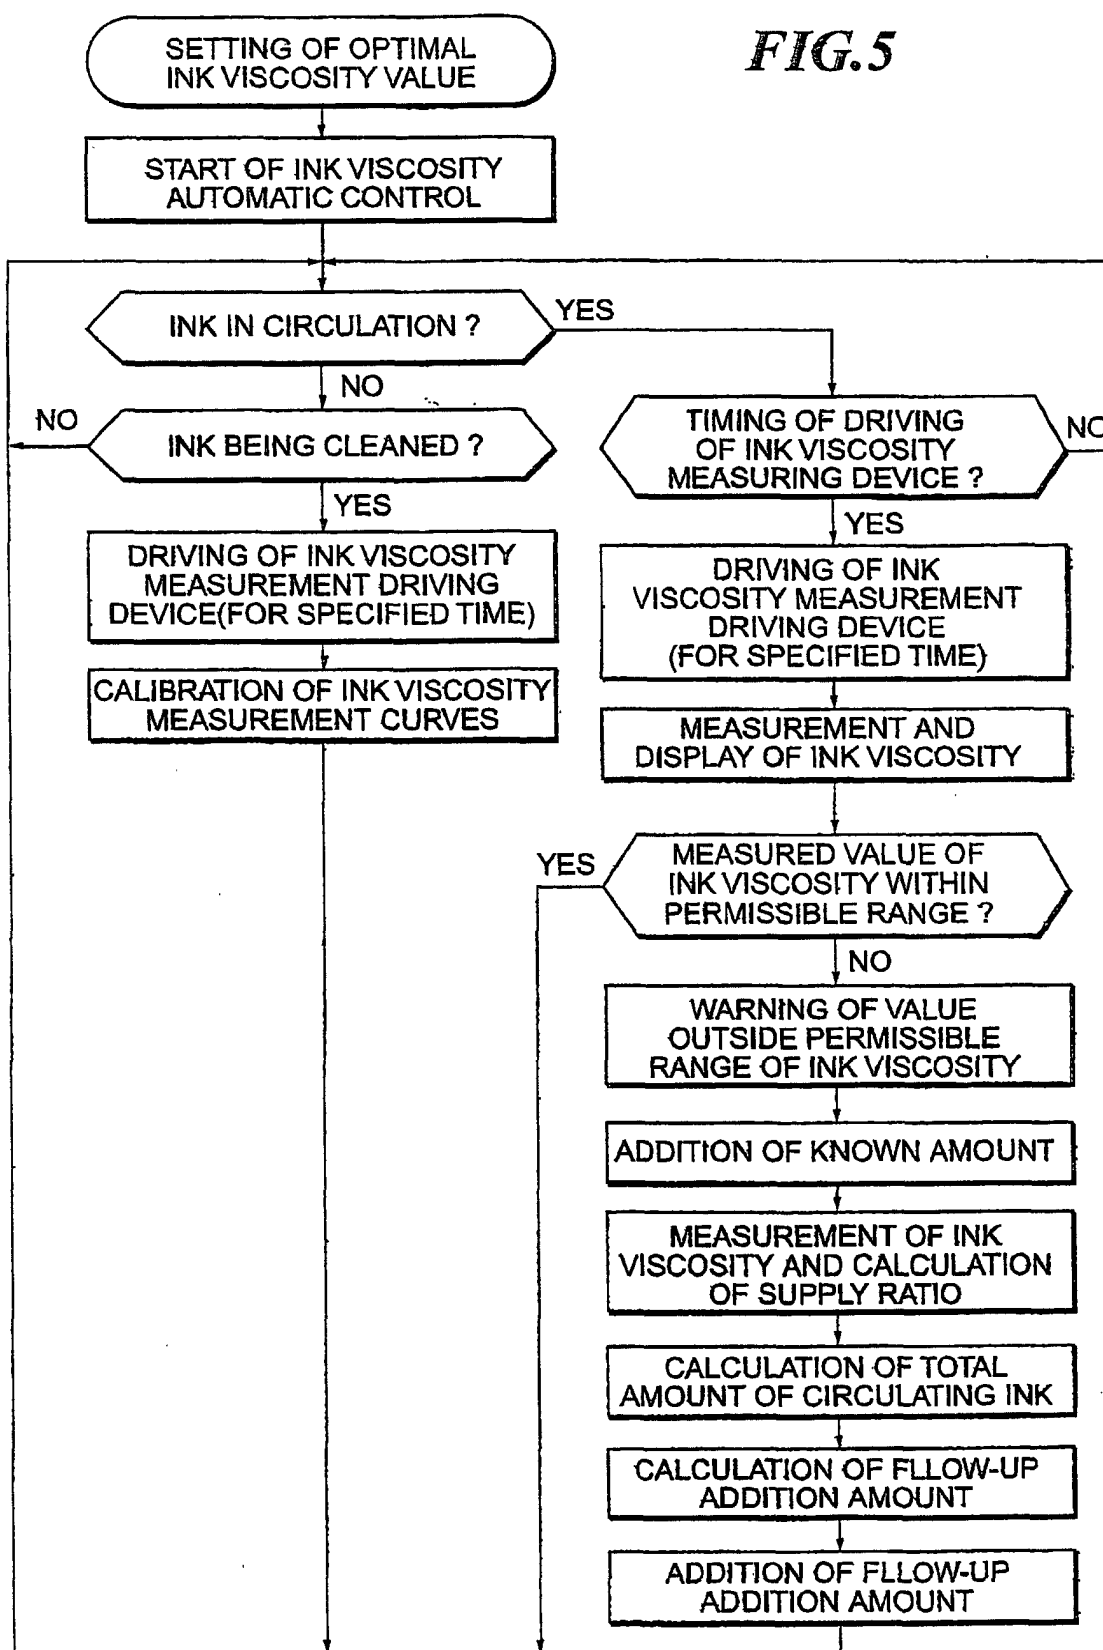 FIG.5
SETTING OF OPTIMAL
INK VISCOSITY VALUE
START OF INK VISCOSITY
AUTOMATIC CONTROL
INK IN CIRCULATION ?
YES
NO
INK BEING CLEANED ?
NO
YES
DRIVING OF INK VISCOSITY
MEASUREMENT DRIVING
DEVICE(FOR SPECIFIED TIME)
CALIBRATION OF INK VISCOSITY
MEASUREMENT CURVES
TIMING OF DRIVING
OF INK VISCOSITY
MEASURING DEVICE ?
NO
YES
DRIVING OF INK
VISCOSITY MEASUREMENT
DRIVING DEVICE
(FOR SPECIFIED TIME)
MEASUREMENT AND
DISPLAY OF INK VISCOSITY
MEASURED VALUE OF
INK VISCOSITY WITHIN
PERMISSIBLE RANGE ?
YES
NO
WARNING OF VALUE
OUTSIDE PERMISSIBLE
RANGE OF INK VISCOSITY
ADDITION OF KNOWN AMOUNT
MEASUREMENT OF INK
VISCOSITY AND CALCULATION
OF SUPPLY RATIO
CALCULATION OF TOTAL
AMOUNT OF CIRCULATING INK
CALCULATION OF FLLOW-UP
ADDITION AMOUNT
ADDITION OF FLLOW-UP
ADDITION AMOUNT